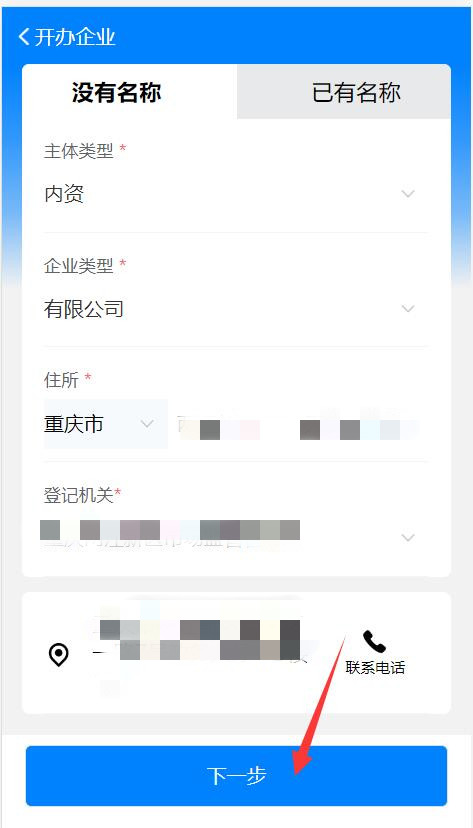 开办企业
没有名称 已有名称
主体类型 *
内资
企业类型 *
有限公司
住所 *
重庆市
登记机关*
联系电话
下一步